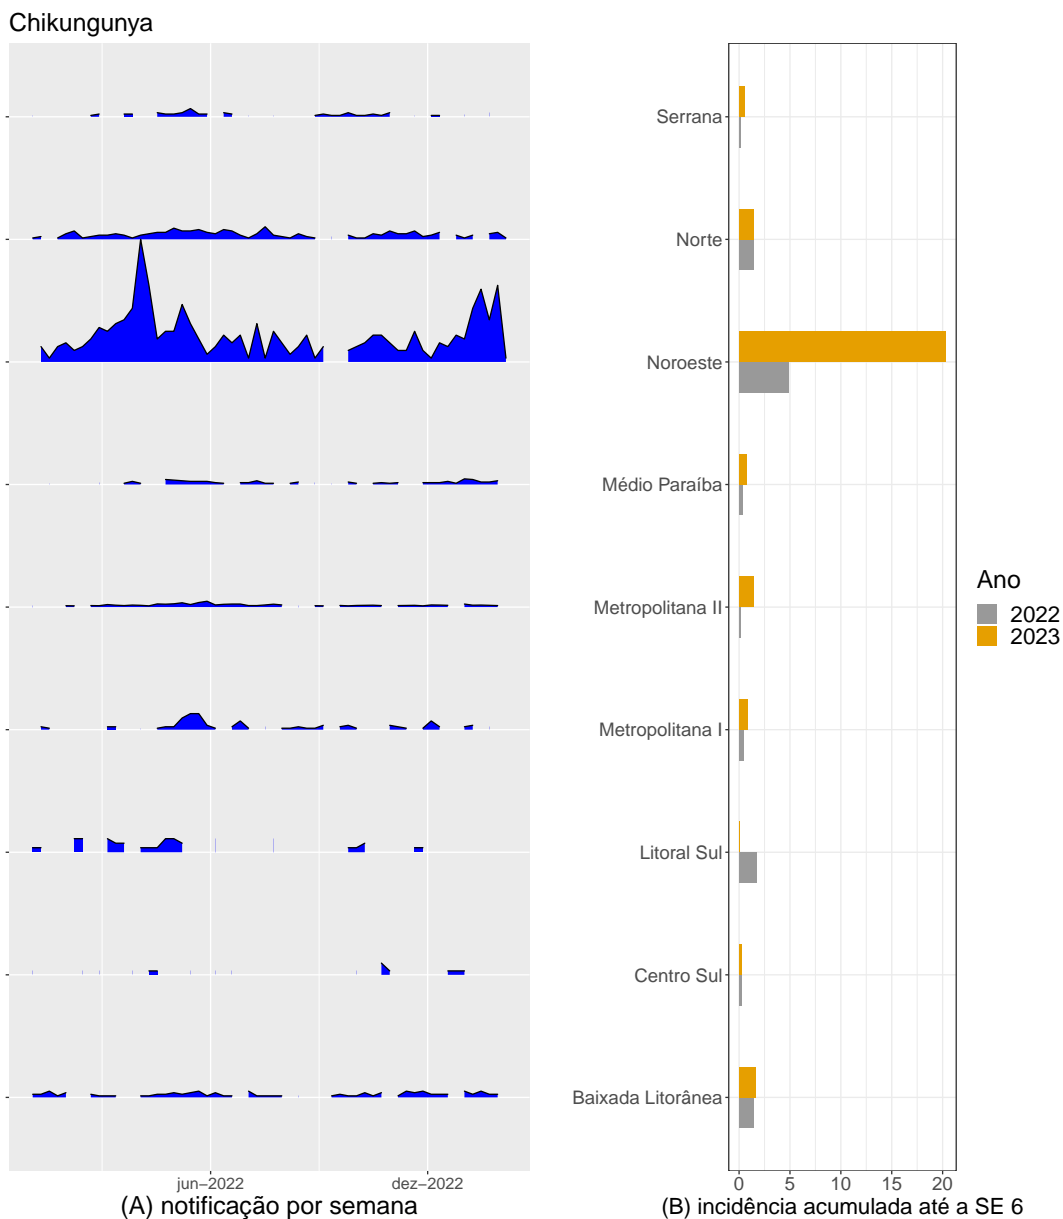 Chikungunya
Serrana
Norte
Noroeste
Médio Paraíba
Metropolitana II
Metropolitana I
Litoral Sul
Centro Sul
Baixada Litorânea
jun−2022
dez−2022
(A) notificação por semana
0
5
10
15
20
(B) incidência acumulada até a SE 6
Ano
2022
2023